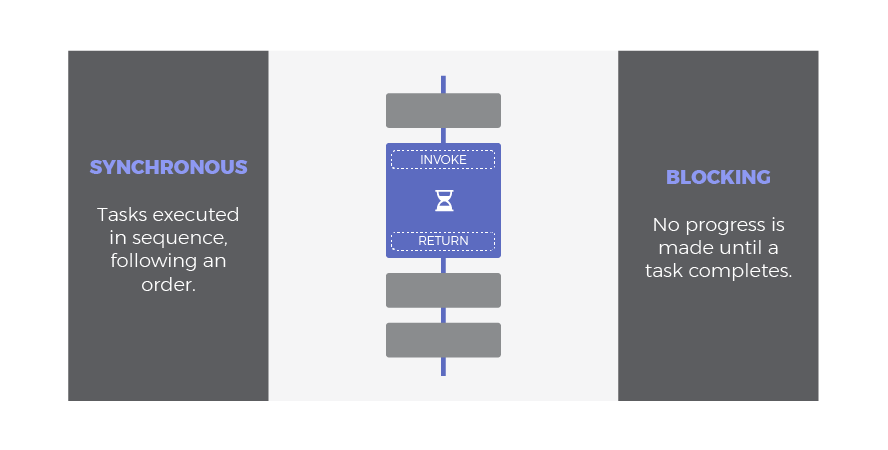 SYNCHRONOUS
Tasks executed
in sequence,
following an
order.
INVOKE
RETURN
BLOCKING
No progress is
made until a
task completes.